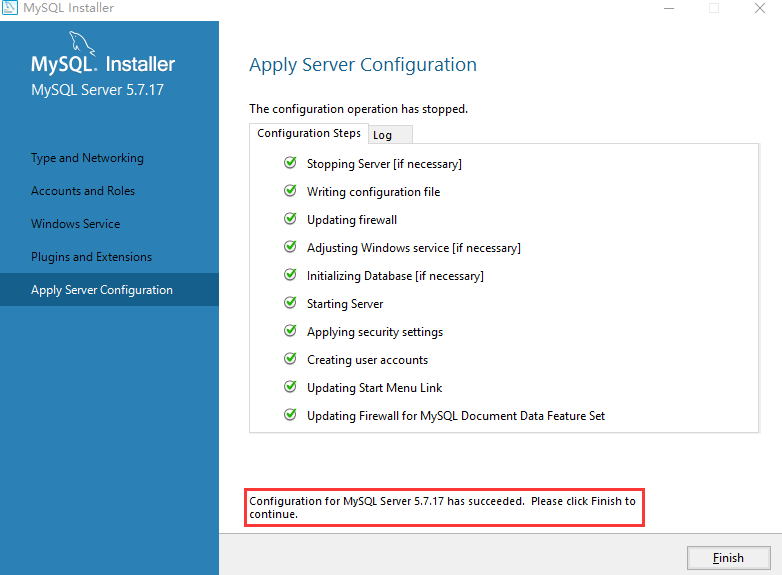 MySQL Installer
MySQL. Installer
MySQL Server 5.7.17
Type and Networking
Accounts and Roles
Windows Service
Plugins and Extensions
Apply Server Configuration
Apply Server Configuration
The configuration operation has stopped.
Configuration Steps
Log
Stopping Server [if necessary]
Writing configuration file
Updating firewall
Adjusting Windows service [if necessary]
Initializing Database [if necessary]
Starting Server
Applying security settings
Creating user accounts
Updating Start Menu Link
Updating Firewall for MySQL Document Data Feature Set
Configuration for MySQL Server 5.7.17 has succeeded.  Please click Finish to
continue.
Finish